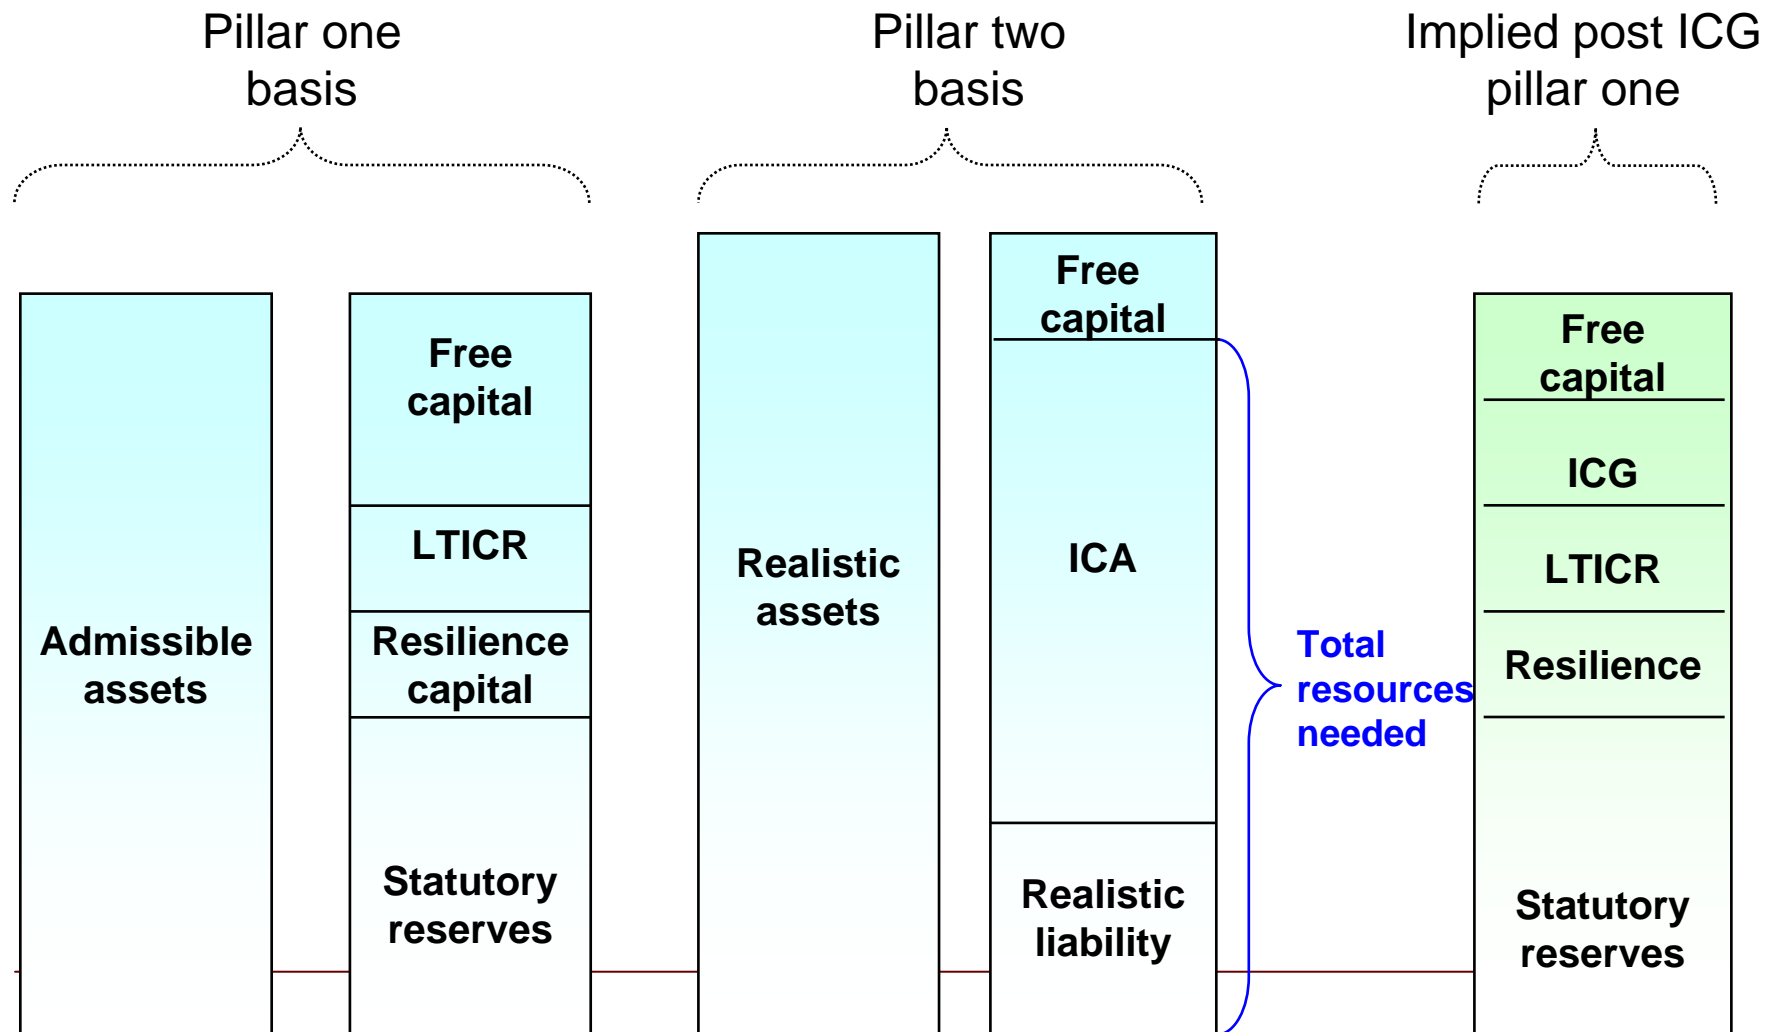 Pillar one
basis
Pillar two
basis
Implied post ICG
pillar one
Admissible
assets
Free
capital
LTICR
Resilience
capital
Statutory
reserves
Realistic
assets
Free
capital
ICA
Realistic
liability
Total
resources
needed
Free
capital
ICG
LTICR
Resilience
Statutory
reserves